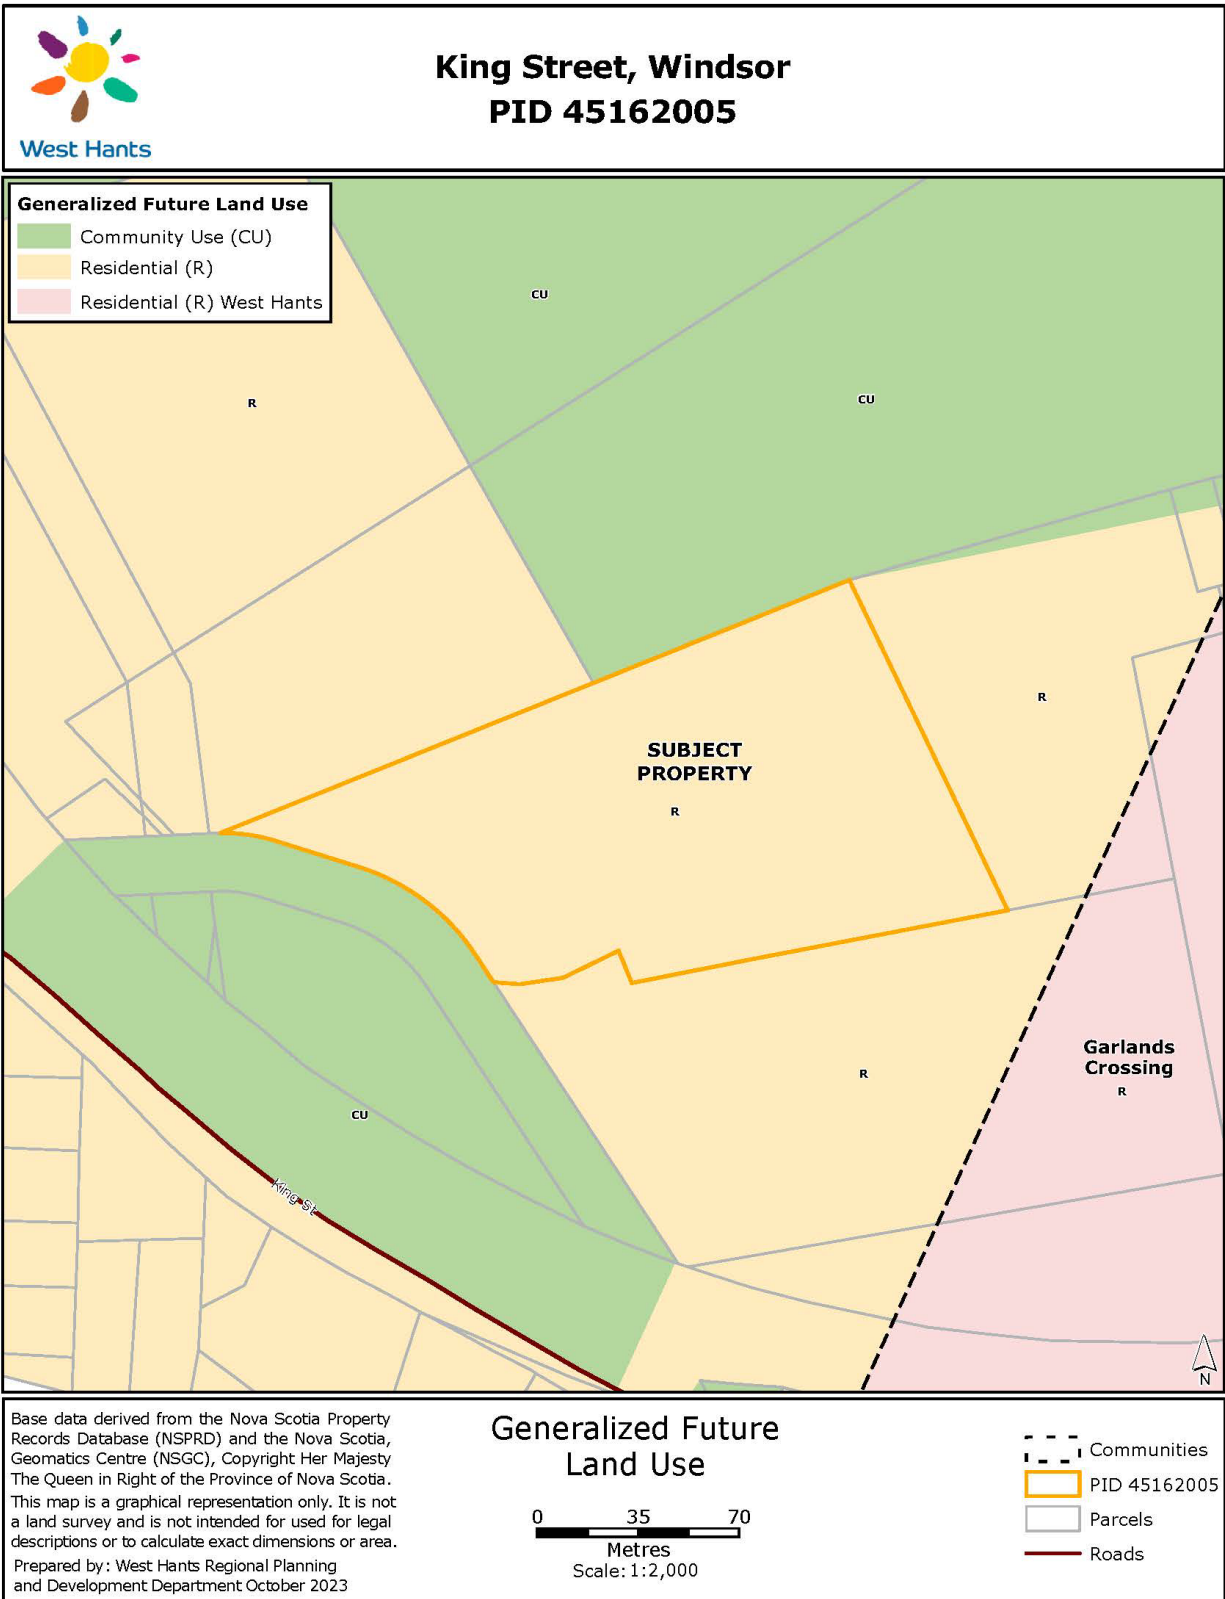 West Hants
King Street, Windsor
PID 45162005
Generalized Future Land Use
Community Use (CU)
Residential (R)
Residential (R) West Hants
CU
CU
R
R
SUBJECT
PROPERTY
R
Garlands
Crossing
R
R
CU
King St
N
Base data derived from the Nova Scotia Property
Records Database (NSPRD) and the Nova Scotia,
Geomatics Centre (NSGC), Copyright Her Majesty
The Queen in Right of the Province of Nova Scotia.
This map is a graphical representation only. It is not
a land survey and is not intended for used for legal
descriptions or to calculate exact dimensions or area.
Prepared by: West Hants Regional Planning
and Development Department October 2023
Generalized Future
Land Use
0 35 70
Metres
Scale: 1:2,000
Communities
PID 45162005
Parcels
Roads